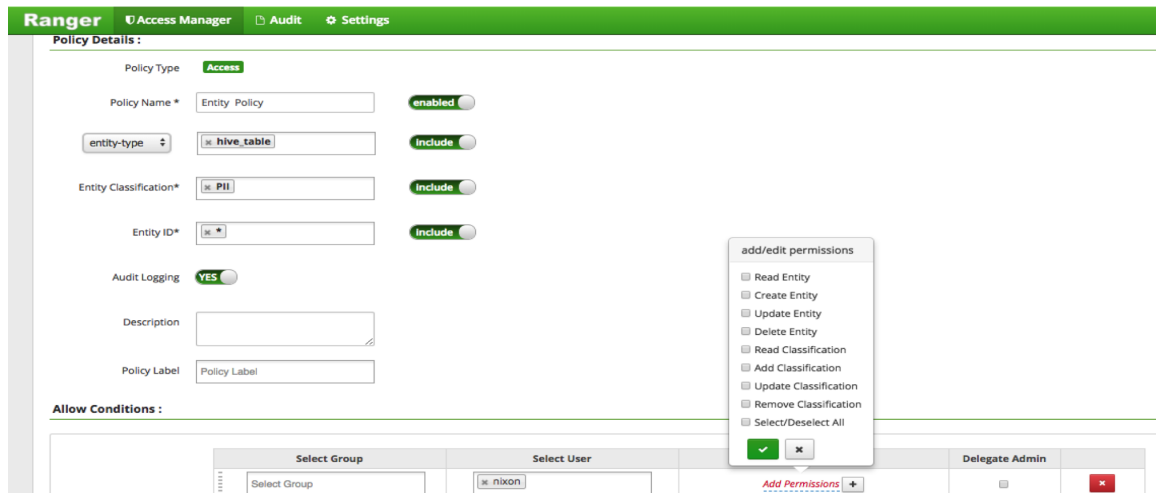 Ranger Access Manager Audit Settings
Policy Details :
Policy Type Access
Policy Name * Entity Policy enabled
entity-type hive_table Include
Entity Classification* PII Include
Entity ID* * Include
Audit Logging YES
Description
Policy Label Policy Label
add/edit permissions
Read Entity
Create Entity
Update Entity
Delete Entity
Read Classification
Add Classification
Update Classification
Remove Classification
Select/Deselect All
Allow Conditions :
Select Group Select User Delegate Admin
Select Group nixon Add Permissions +